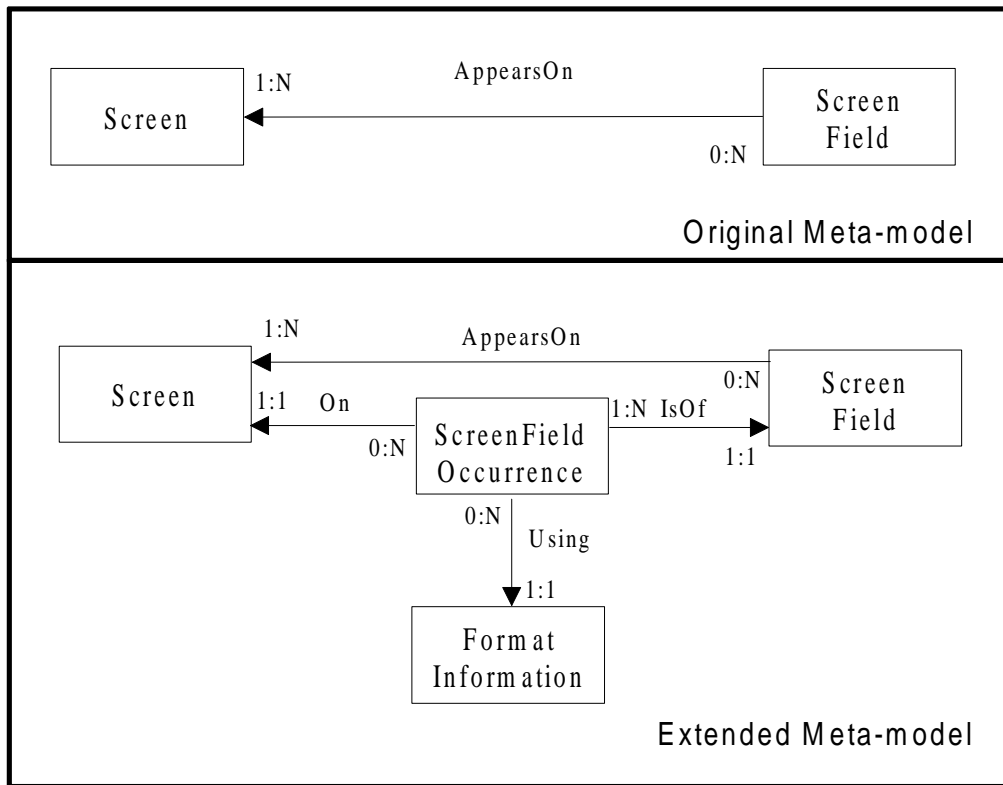 1:N
AppearsOn
Screen
Screen
Field
0:N
Original Meta-model
1:N
AppearsOn
Screen
0:N
Screen
Field
1:1
On
0:N
ScreenField
Occurrence
1:N IsOf
1:1
0:N
Using
1:1
Format
Information
Extended Meta-model